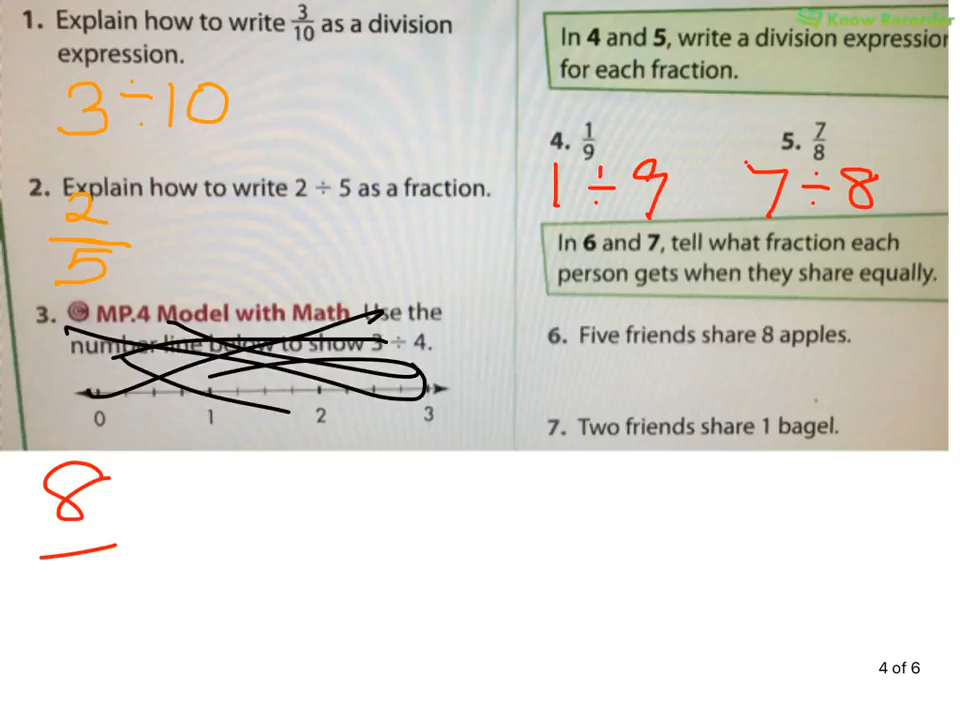 1. Explain how to write 3/10 as a division
expression.
3 ÷ 10
2. Explain how to write 2 ÷ 5 as a fraction.
2
5
3. MP.4 Model with Math Use the
number line below to show 3 ÷ 4.
0 1 2 3
Know Recorder
In 4 and 5, write a division expression
for each fraction.
4. 1/9 5. 7/8
1 ÷ 9 7 ÷ 8
In 6 and 7, tell what fraction each
person gets when they share equally.
6. Five friends share 8 apples.
7. Two friends share 1 bagel.
8
4 of 6